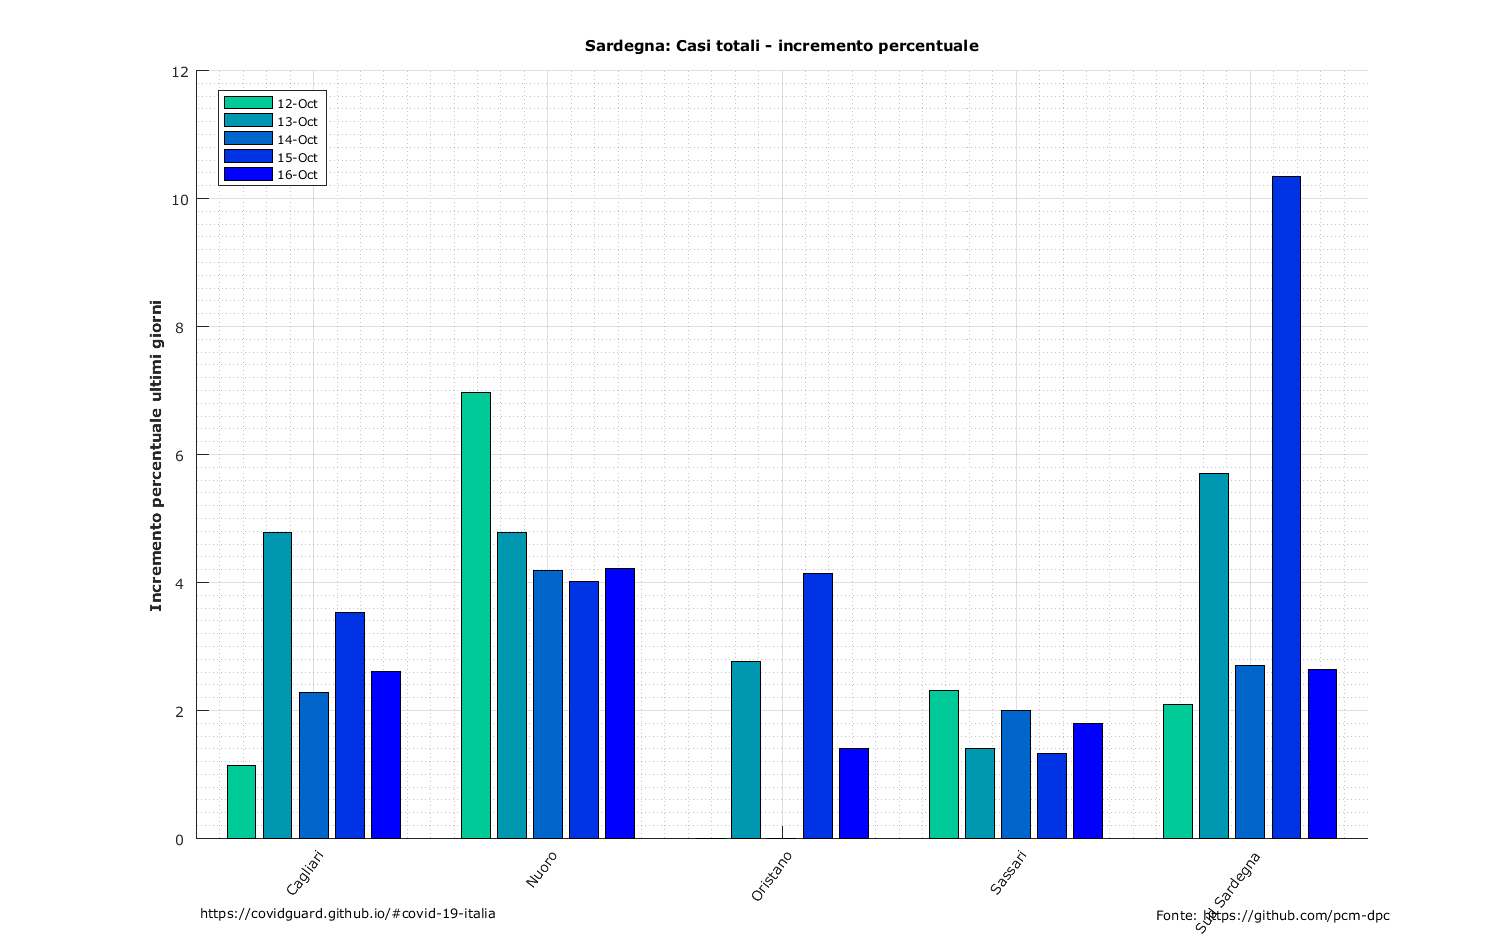 Sardegna: Casi totali - incremento percentuale
12
12-Oct
13-Oct
14-Oct
15-Oct
16-Oct
10
8
6
4
2
0
Incremento percentuale ultimi giorni
Cagliari
Nuoro
Oristano
Sassari
Sud Sardegna
https://covidguard.github.io/#covid-19-italia
Fonte: https://github.com/pcm-dpc